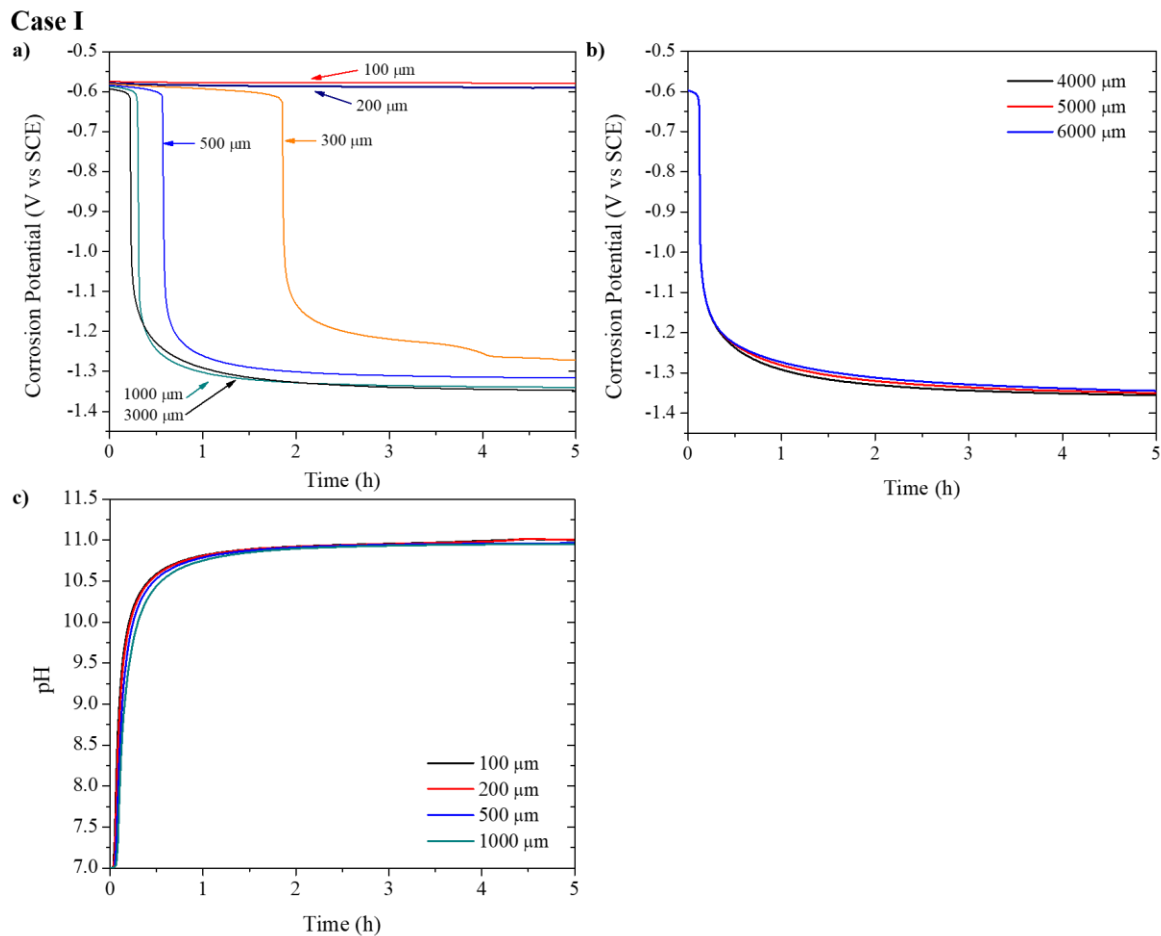 Case I
a)
Corrosion Potential (V vs SCE)
-0.5
-0.6
-0.7
-0.8
-0.9
-1.0
-1.1
-1.2
-1.3
-1.4
100 μm
200 μm
500 μm
300 μm
1000 μm
3000 μm
0
1
2
3
4
5
Time (h)
b)
Corrosion Potential (V vs SCE)
-0.5
-0.6
-0.7
-0.8
-0.9
-1.0
-1.1
-1.2
-1.3
-1.4
4000 μm
5000 μm
6000 μm
0
1
2
3
4
5
Time (h)
c)
pH
11.5
11.0
10.5
10.0
9.5
9.0
8.5
8.0
7.5
7.0
100 μm
200 μm
500 μm
1000 μm
0
1
2
3
4
5
Time (h)